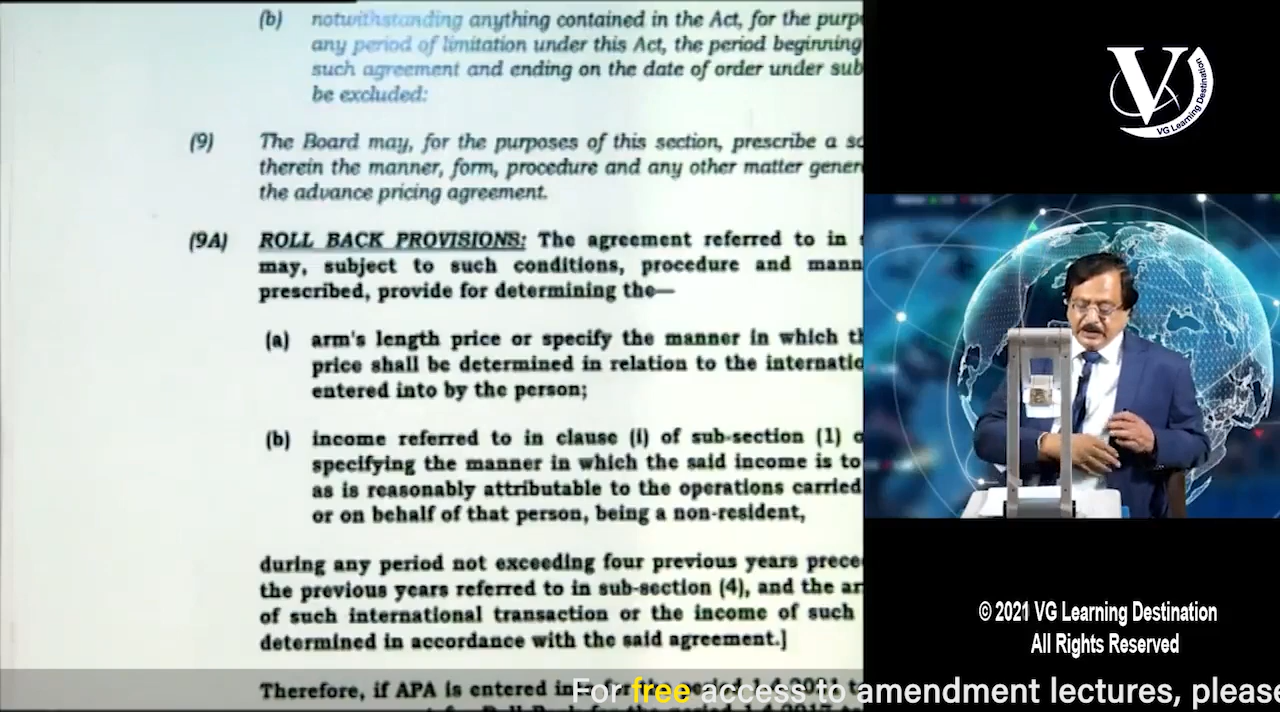 (b) notwithstanding anything contained in the Act, for the purp
any period of limitation under this Act, the period beginning
such agreement and ending on the date of order under sub
be excluded:
(9) The Board may, for the purposes of this section, prescribe a
therein the manner, form, procedure and any other matter gener
the advance pricing agreement.
(9A) ROLL BACK PROVISIONS: The agreement referred to in
may, subject to such conditions, procedure and mann
prescribed, provide for determining the—
(a) arm's length price or specify the manner in which th
price shall be determined in relation to the internatio
entered into by the person;
(b) income referred to in clause (i) of sub-section (1) o
specifying the manner in which the said income is to
as is reasonably attributable to the operations carried
or on behalf of that person, being a non-resident,
during any period not exceeding four previous years prece
the previous years referred to in sub-section (4), and the ar
of such international transaction or the income of such
determined in accordance with the said agreement.]
Therefore, if APA is entered in
For free access to amendment lectures, please
V
VG Learning Destination
© 2021 VG Learning Destination
All Rights Reserved